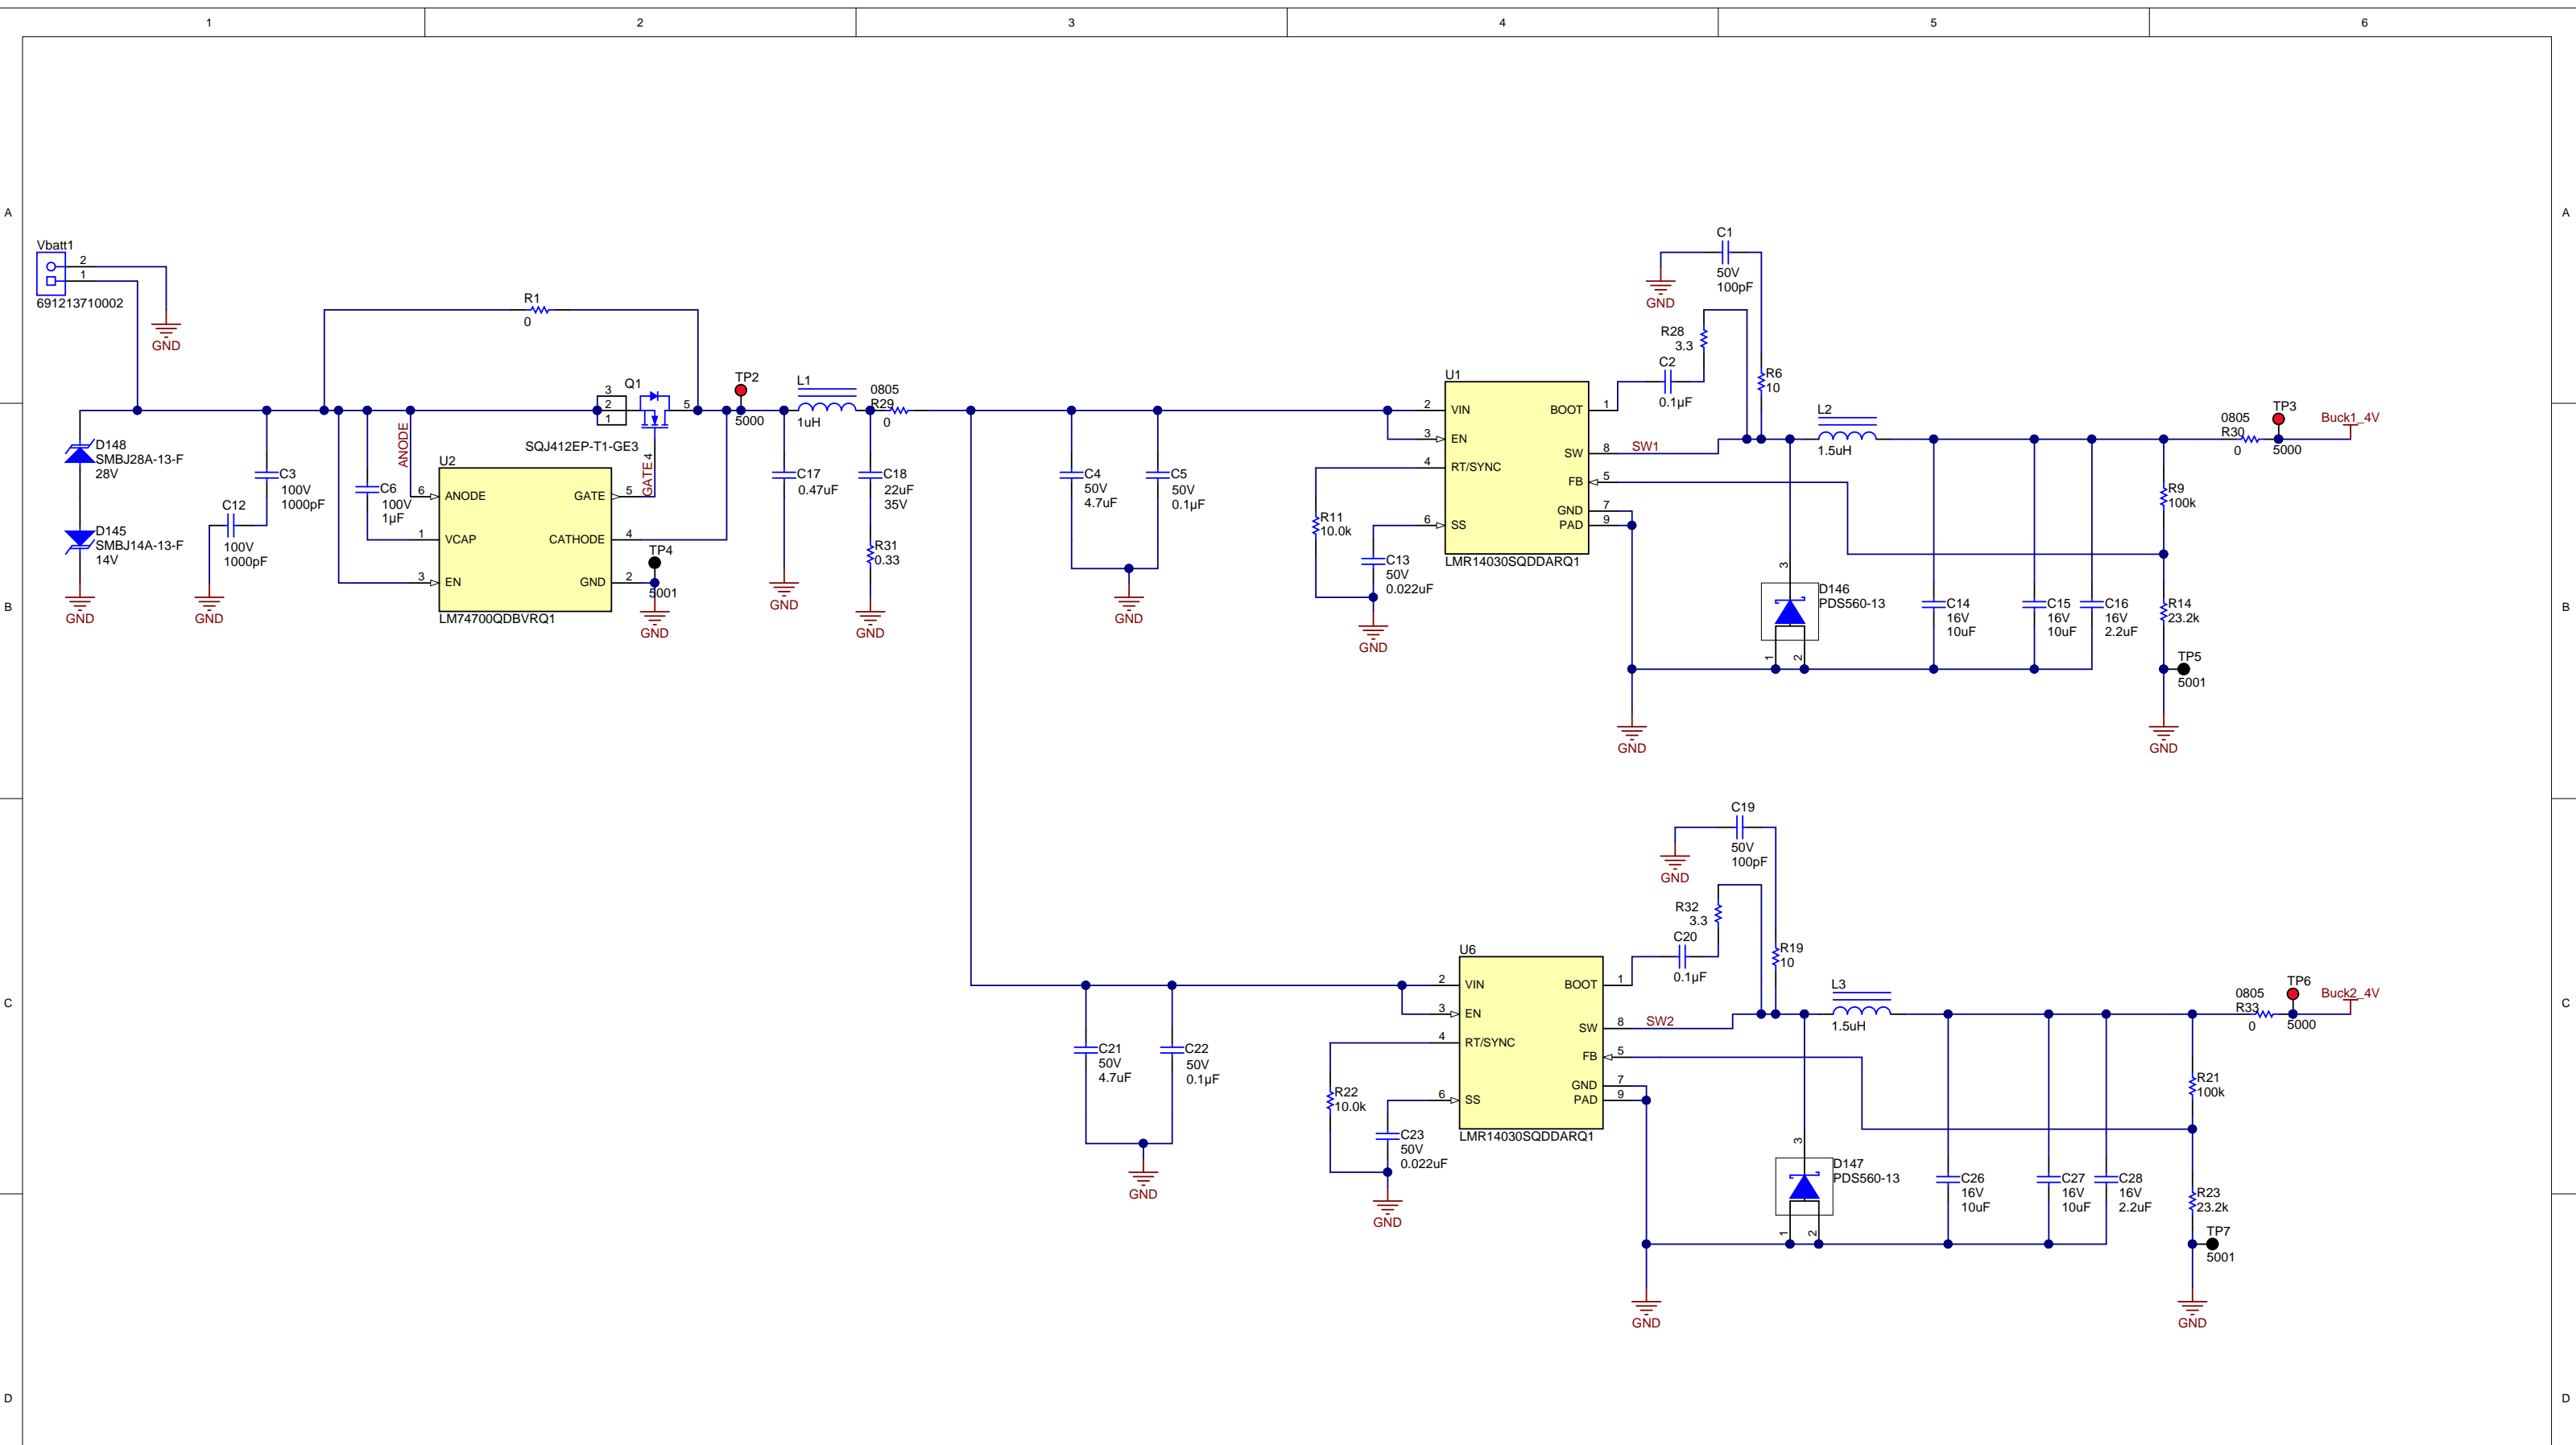 1 2 3 4 5 6
A A
B B
C C
D D
Vbatt1
2
1
691213710002
GND
R1
0
D148
SMBJ28A-13-F
28V
D145
SMBJ14A-13-F
14V
GND
C3
100V
1000pF
C12
100V
1000pF
GND
C6
100V
1µF
ANODE
U2
6 ANODE
1 VCAP
3 EN
GATE 5
CATHODE 4
GND 2
LM74700QDBVRQ1
Q1
3
2
1
5
4
SQJ412EP-T1-GE3
GATE
TP4
5001
GND
TP2
5000
L1
1uH
C17
0.47uF
GND
0805
R29
0
C18
22uF
35V
R31
0.33
GND
C4
50V
4.7uF
C5
50V
0.1µF
GND
R11
10.0k
C13
50V
0.022uF
GND
U1
2 VIN
3 EN
4 RT/SYNC
6 SS
BOOT 1
SW 8
FB 5
GND 7
PAD 9
LMR14030SQDDARQ1
SW1
C1
50V
100pF
GND
R28
3.3
C2
0.1µF
R6
10
L2
1.5uH
D146
PDS560-13
3
1
2
GND
C14
16V
10uF
C15
16V
10uF
C16
16V
2.2uF
R9
100k
R14
23.2k
TP5
5001
GND
0805
R30
0
TP3
5000
Buck1_4V
C21
50V
4.7uF
C22
50V
0.1µF
GND
R22
10.0k
C23
50V
0.022uF
GND
U6
2 VIN
3 EN
4 RT/SYNC
6 SS
BOOT 1
SW 8
FB 5
GND 7
PAD 9
LMR14030SQDDARQ1
SW2
C19
50V
100pF
GND
R32
3.3
C20
0.1µF
R19
10
L3
1.5uH
D147
PDS560-13
3
1
2
GND
C26
16V
10uF
C27
16V
10uF
C28
16V
2.2uF
R21
100k
R23
23.2k
TP7
5001
GND
0805
R33
0
TP6
5000
Buck2_4V